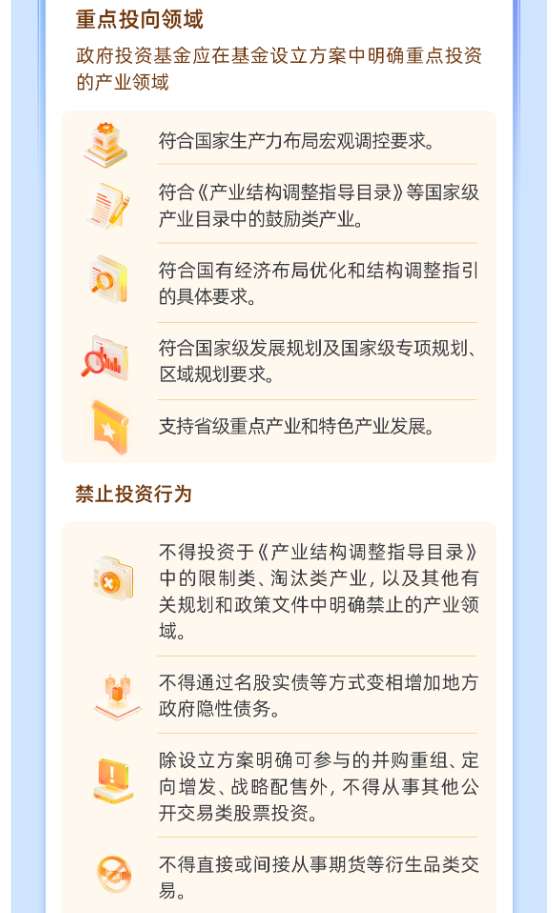 重点投向领域
政府投资基金应在基金设立方案中明确重点投资
的产业领域
符合国家生产力布局宏观调控要求。
符合《产业结构调整指导目录》等国家级
产业目录中的鼓励类产业。
符合国有经济布局优化和结构调整指引
的具体要求。
符合国家级发展规划及国家级专项规划、
区域规划要求。
支持省级重点产业和特色产业发展。
禁止投资行为
不得投资于《产业结构调整指导目录》
中的限制类、淘汰类产业, 以及其他有
关规划和政策文件中明确禁止的产业领
域。
不得通过名股实债等方式变相增加地方
政府隐性债务。
除设立方案明确可参与的并购重组、定
向增发、战略配售外, 不得从事其他公
开交易类股票投资。
不得直接或间接从事期货等衍生品类交
易。